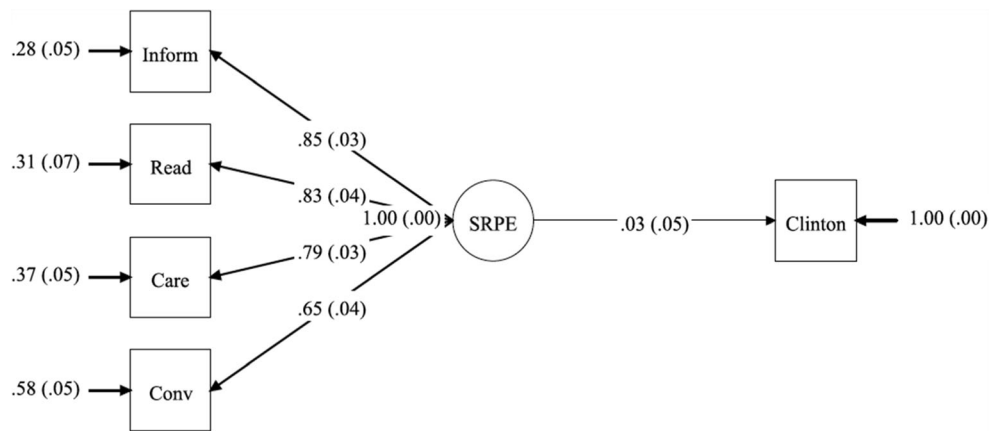 .28 (.05)
Inform
.85 (.03)
.31 (.07)
Read
.83 (.04)
1.00 (.00)
SRPE
.03 (.05)
Clinton
1.00 (.00)
.79 (.03)
.37 (.05)
Care
.65 (.04)
.58 (.05)
Conv